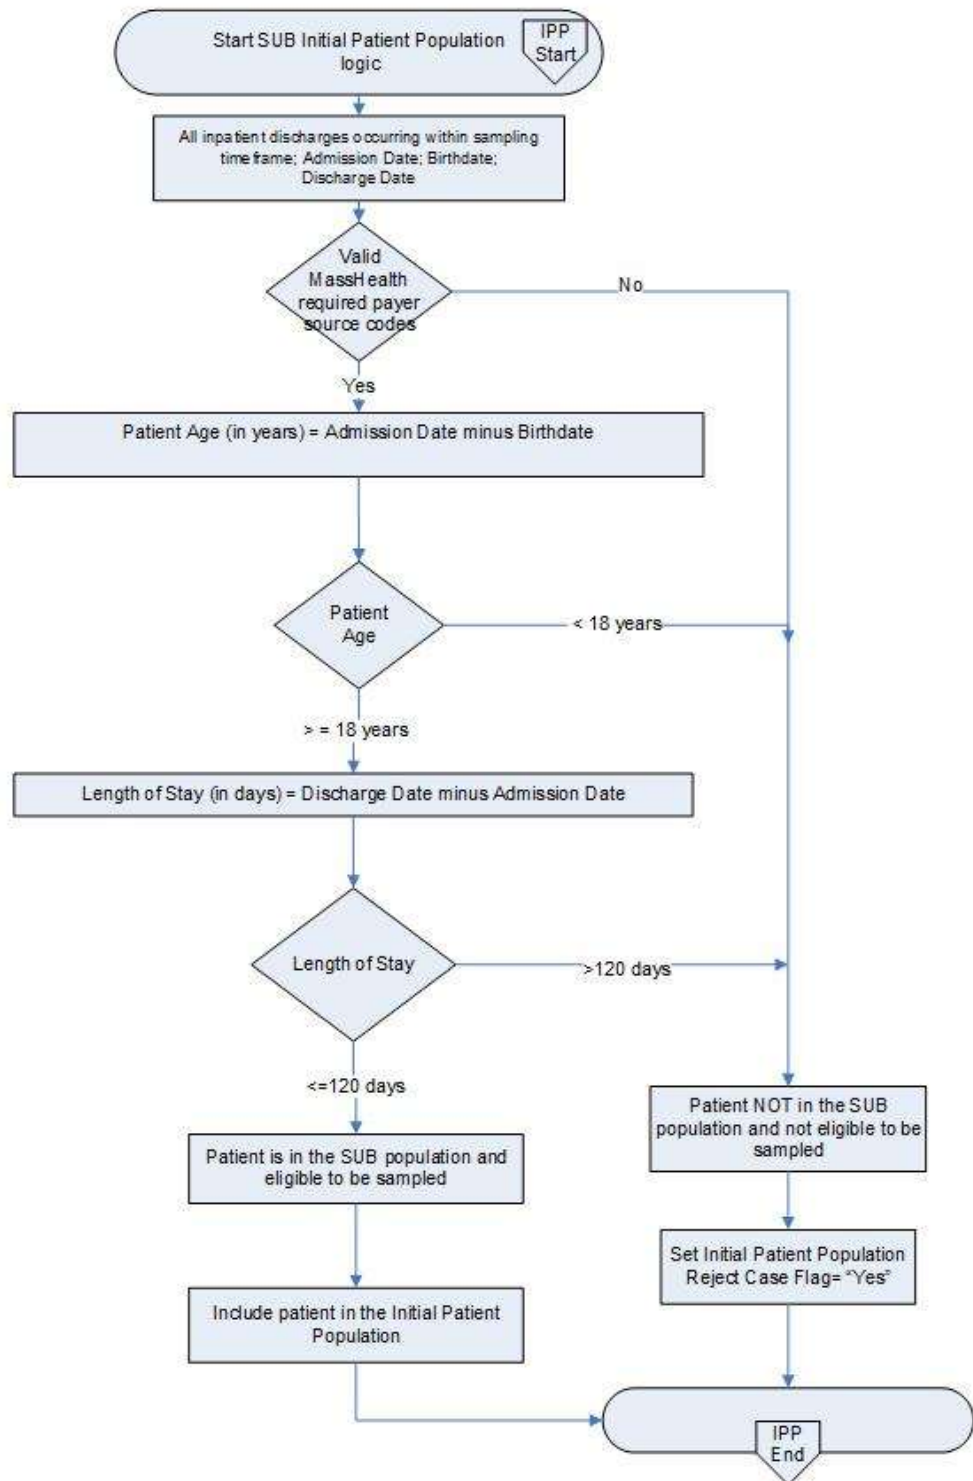 Start SUB Initial Patient Population
logic
IPP
Start
All inpatient discharges occurring within sampling
timeframe; Admission Date; Birthdate;
Discharge Date
Valid
MassHealth
required payer
source codes
No
Yes
Patient Age (in years) = Admission Date minus Birthdate
Patient
Age
< 18 years
> = 18 years
Length of Stay (in days) = Discharge Date minus Admission Date
Length of Stay
>120 days
<=120 days
Patient is in the SUB population and
eligible to be sampled
Patient NOT in the SUB
population and not eligible to be
sampled
Include patient in the Initial Patient
Population
Set Initial Patient Population
Reject Case Flag= “Yes”
IPP
End